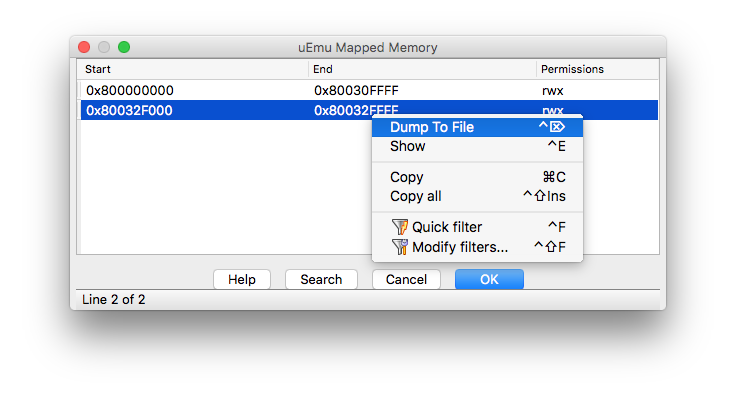 uEmu Mapped Memory
Start End Permissions
0x800000000 0x80030FFFF rwx
0x80032F000 0x80032FFFF rwx
Dump To File ^⌦
Show ^E
Copy ⌘C
Copy all ^⇧Ins
Quick filter ^F
Modify filters... ^⇧F
Help Search Cancel OK
Line 2 of 2